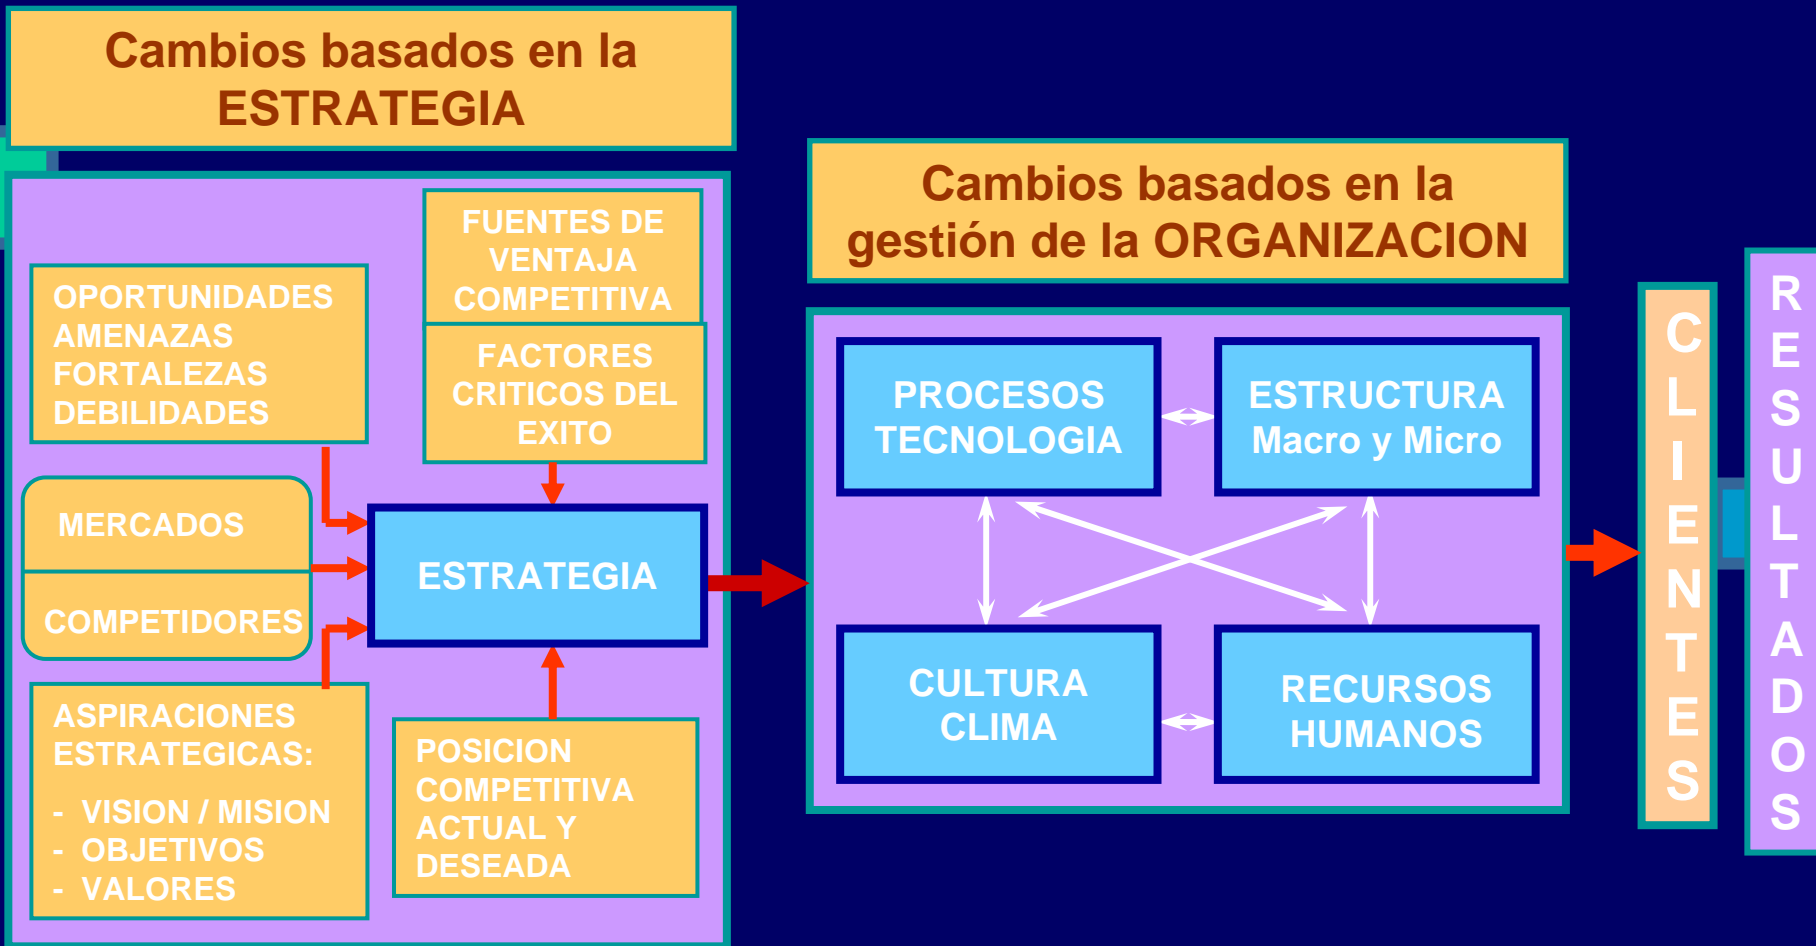 Cambios basados en la
ESTRATEGIA
OPORTUNIDADES
AMENAZAS
FORTALEZAS
DEBILIDADES
FUENTES DE
VENTAJA
COMPETITIVA
FACTORES
CRITICOS DEL
EXITO
MERCADOS
COMPETIDORES
ESTRATEGIA
ASPIRACIONES
ESTRATEGICAS:
- VISION / MISION
- OBJETIVOS
- VALORES
POSICION
COMPETITIVA
ACTUAL Y
DESEADA
Cambios basados en la
gestión de la ORGANIZACION
PROCESOS
TECNOLOGIA
ESTRUCTURA
Macro y Micro
CULTURA
CLIMA
RECURSOS
HUMANOS
CLIENTES
RESULTADOS